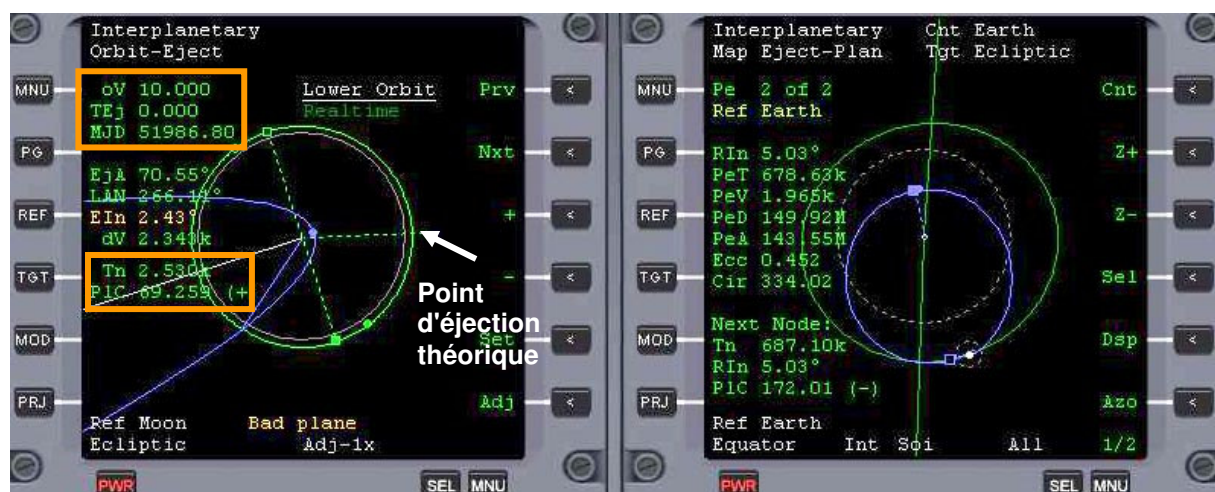 Interplanetary
Orbit-Eject
MNU
oV 10.000
Lower Orbit
Prv
<
TEj 0.000
Realtime
MJD 51986.80
PG
Nxt
<
EjA 70.55°
LAN 266.11°
REF
EIn 2.43°
+
<
dV 2.343k
TGT
Tn 2.530k
-
<
PlC 69.259 (+
Point
d'éjection
théorique
MOD
Set
<
PRJ
Adj
<
Ref Moon
Bad plane
Ecliptic
Adj-1x
PWR
SEL
MNU
Interplanetary
Cnt Earth
Map Eject-Plan
Tgt Ecliptic
MNU
Pe 2 of 2
Cnt
<
Ref Earth
PG
RIn 5.03°
Z+
<
PeT 678.63k
PeV 1.965k
REF
PeD 149.92M
Z-
<
PeA 143.55M
Ecc 0.452
TGT
Cir 334.02
Sel
<
Next Node:
MOD
Tn 687.10k
Dsp
<
RIn 5.03°
PlC 172.01 (-)
PRJ
Azo
<
Ref Earth
Equator
Int
Soi
All
1/2
PWR
SEL
MNU